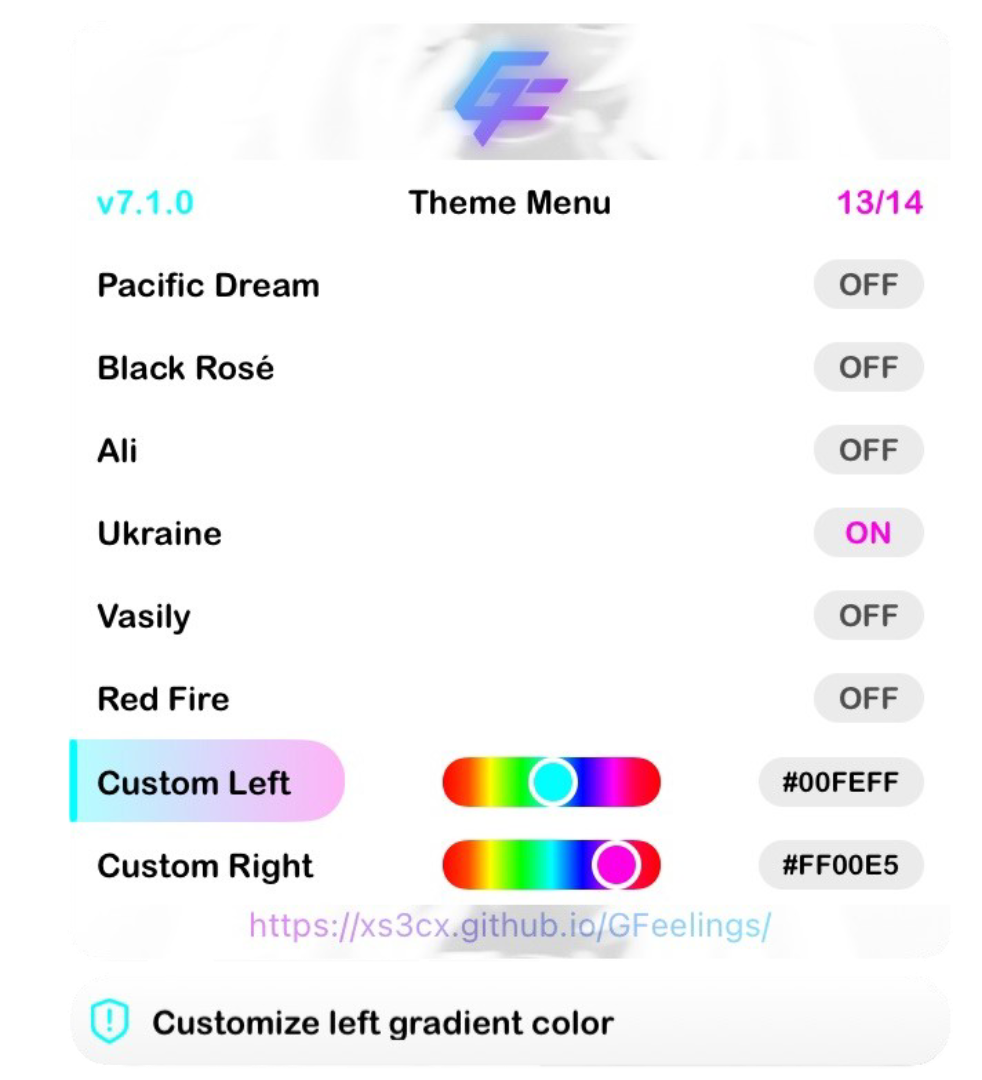 GF
v7.1.0 Theme Menu 13/14
Pacific Dream OFF
Black Rosé OFF
Ali OFF
Ukraine ON
Vasily OFF
Red Fire OFF
Custom Left #00FEFF
Custom Right #FF00E5
https://xs3cx.github.io/GFeelings/
Customize left gradient color